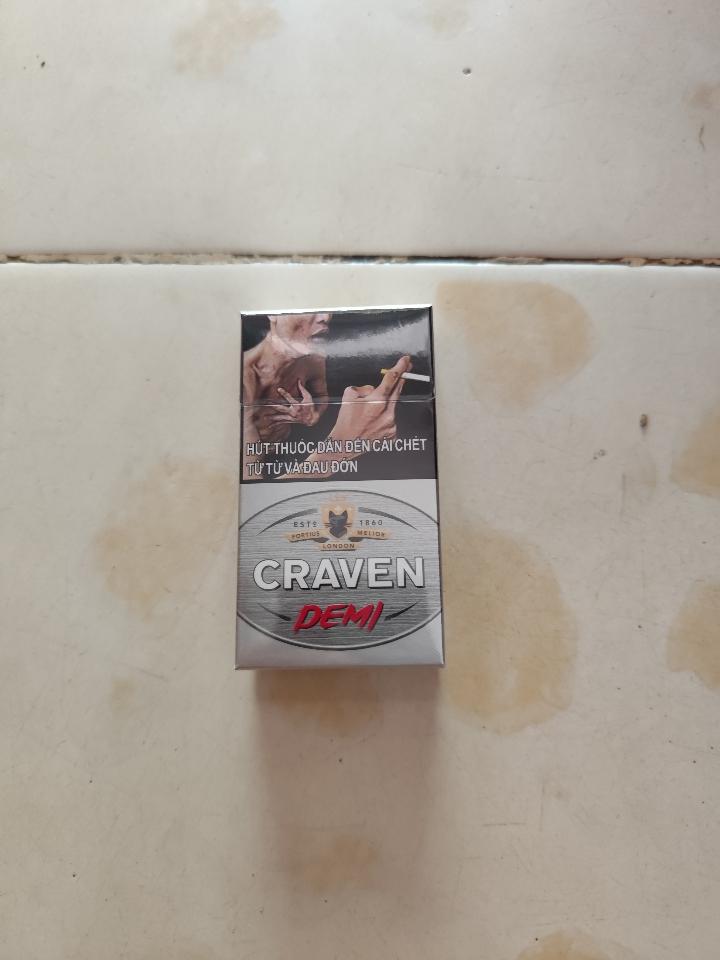 HÚT THUỐC DẪN ĐẾN CÁI CHẾT
TỪ TỪ VÀ ĐAU ĐỚN
ESTD 1860
FORTIUS MELIOR
LONDON
CRAVEN
DEMI